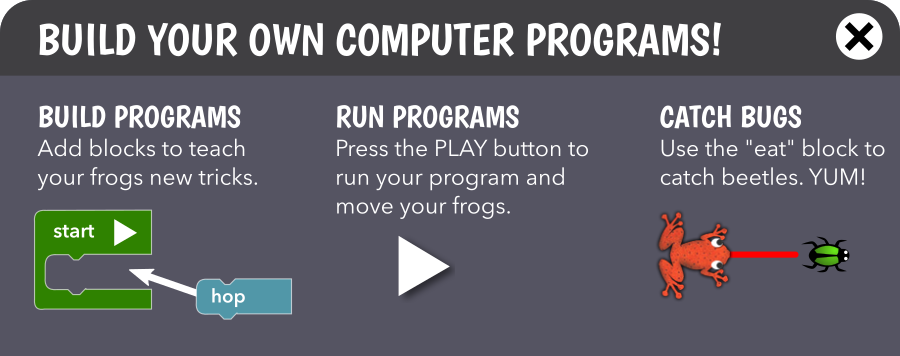 BUILD YOUR OWN COMPUTER PROGRAMS!
BUILD PROGRAMS
Add blocks to teach
your frogs new tricks.
start
hop
RUN PROGRAMS
Press the PLAY button to
run your program and
move your frogs.
CATCH BUGS
Use the "eat" block to
catch beetles. YUM!